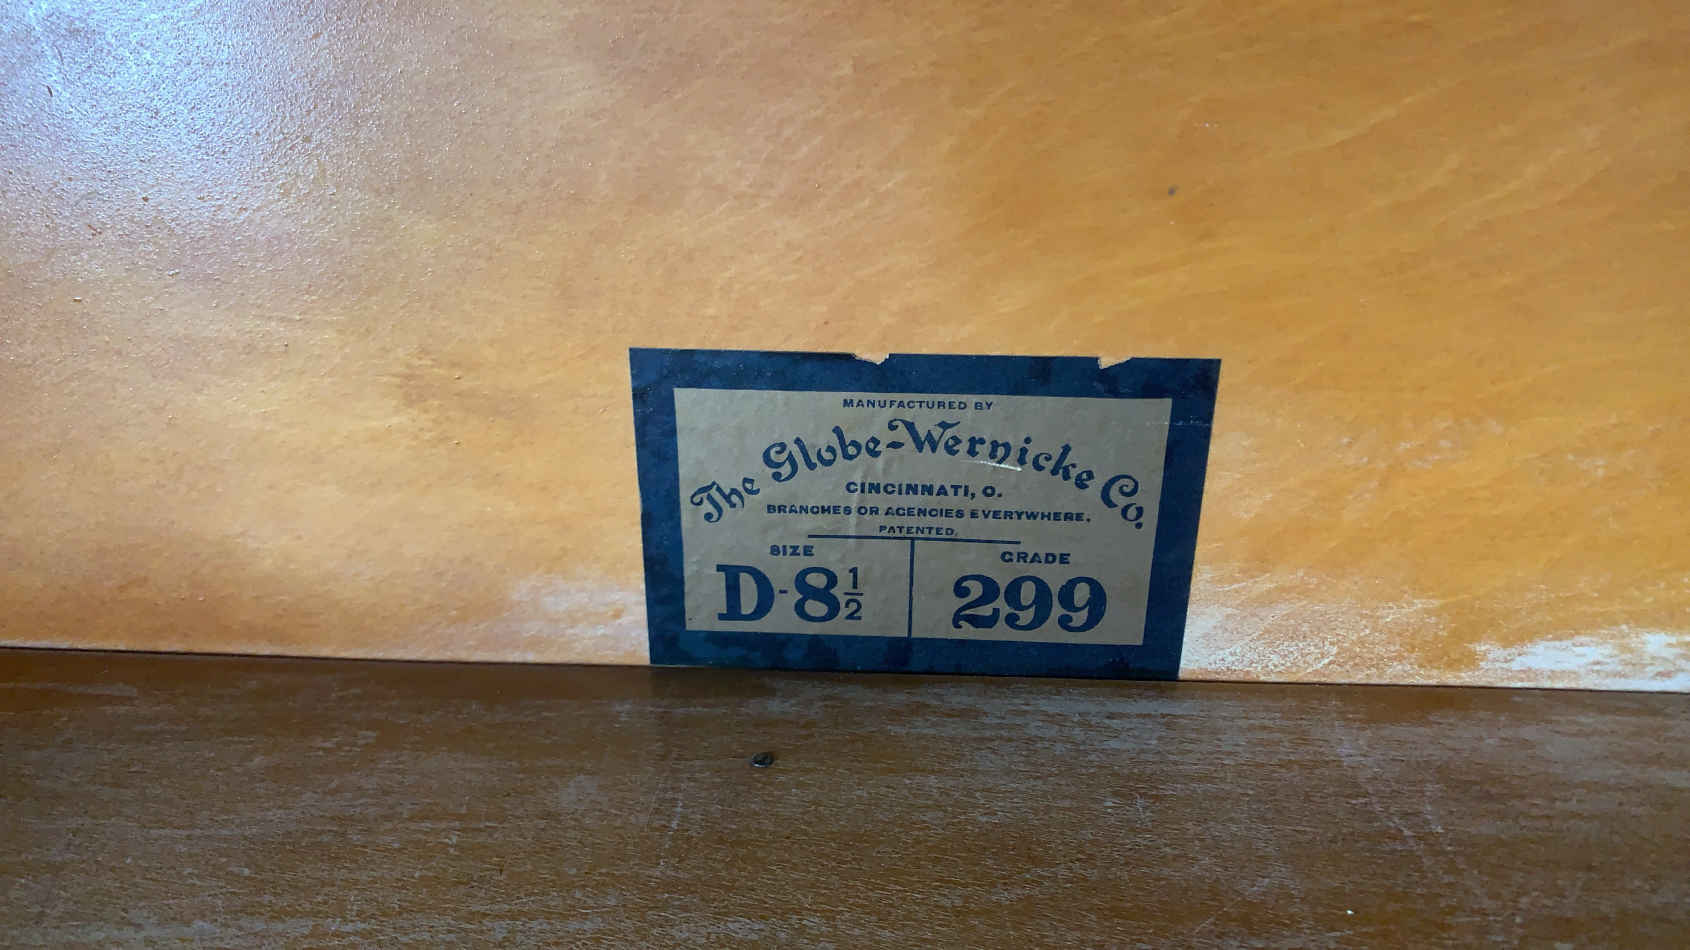 MANUFACTURED BY
The Globe-Wernicke Co.
CINCINNATI, O.
BRANCHES OR AGENCIES EVERYWHERE.
PATENTED.
SIZE GRADE
D-8½ 299